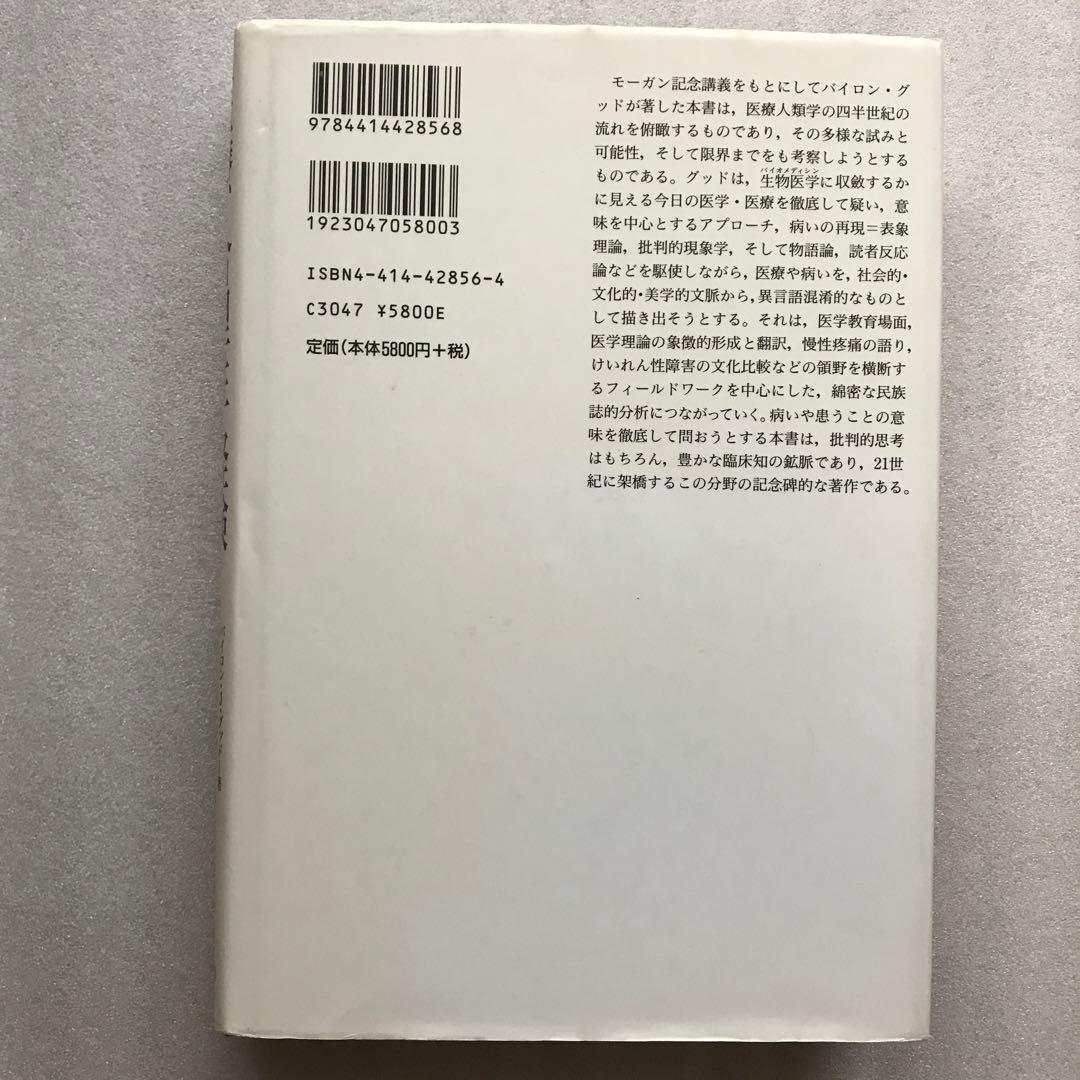 9784414428568
1923047058003
ISBN4-414-42856-4
C3047 ¥5800E
定価(本体5800円+税)
モーガン記念講義をもとにしてバイロン・グ
ッドが著した本書は，医療人類学の四半世紀の
流れを俯瞰するものであり，その多様な試みと
可能性，そして限界までをも考察しようとする
バイオメディシン
ものである。グッドは，生物医学に収斂するか
に見える今日の医学・医療を徹底して疑い，意
味を中心とするアプローチ，病いの再現＝表象
理論，批判的現象学，そして物語論，読者反応
論などを駆使しながら，医療や病いを，社会的・
文化的・美学的文脈から，異言語混淆的なものと
して描き出そうとする。それは，医学教育場面，
医学理論の象徴的形成と翻訳，慢性疼痛の語り，
けいれん性障害の文化比較などの領野を横断す
るフィールドワークを中心にした，綿密な民族
誌的分析につながっていく。病いや患うことの意
味を徹底して問おうとする本書は，批判的思考
はもちろん，豊かな臨床知の鉱脈であり，21世
紀に架橋するこの分野の記念碑的な著作である。